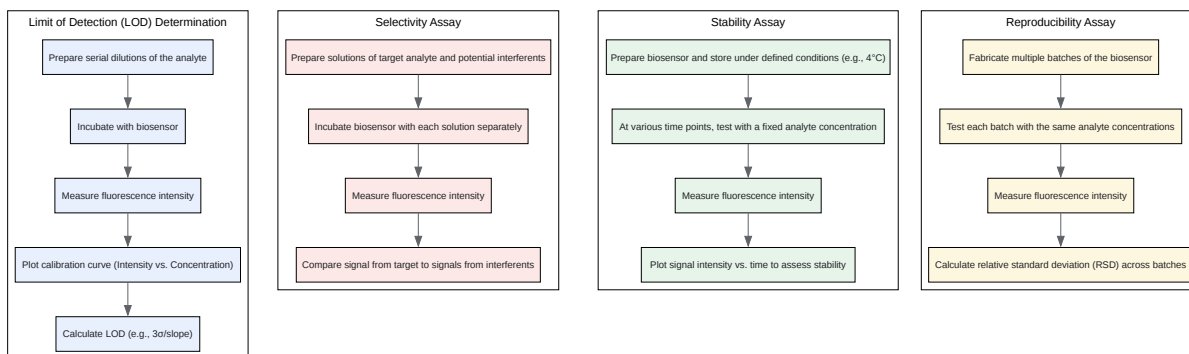 Limit of Detection (LOD) Determination
Prepare serial dilutions of the analyte
Incubate with biosensor
Measure fluorescence intensity
Plot calibration curve (Intensity vs. Concentration)
Calculate LOD (e.g., 3σ/slope)
Selectivity Assay
Prepare solutions of target analyte and potential interferents
Incubate biosensor with each solution separately
Measure fluorescence intensity
Compare signal from target to signals from interferents
Stability Assay
Prepare biosensor and store under defined conditions (e.g., 4°C)
At various time points, test with a fixed analyte concentration
Measure fluorescence intensity
Plot signal intensity vs. time to assess stability
Reproducibility Assay
Fabricate multiple batches of the biosensor
Test each batch with the same analyte concentrations
Measure fluorescence intensity
Calculate relative standard deviation (RSD) across batches